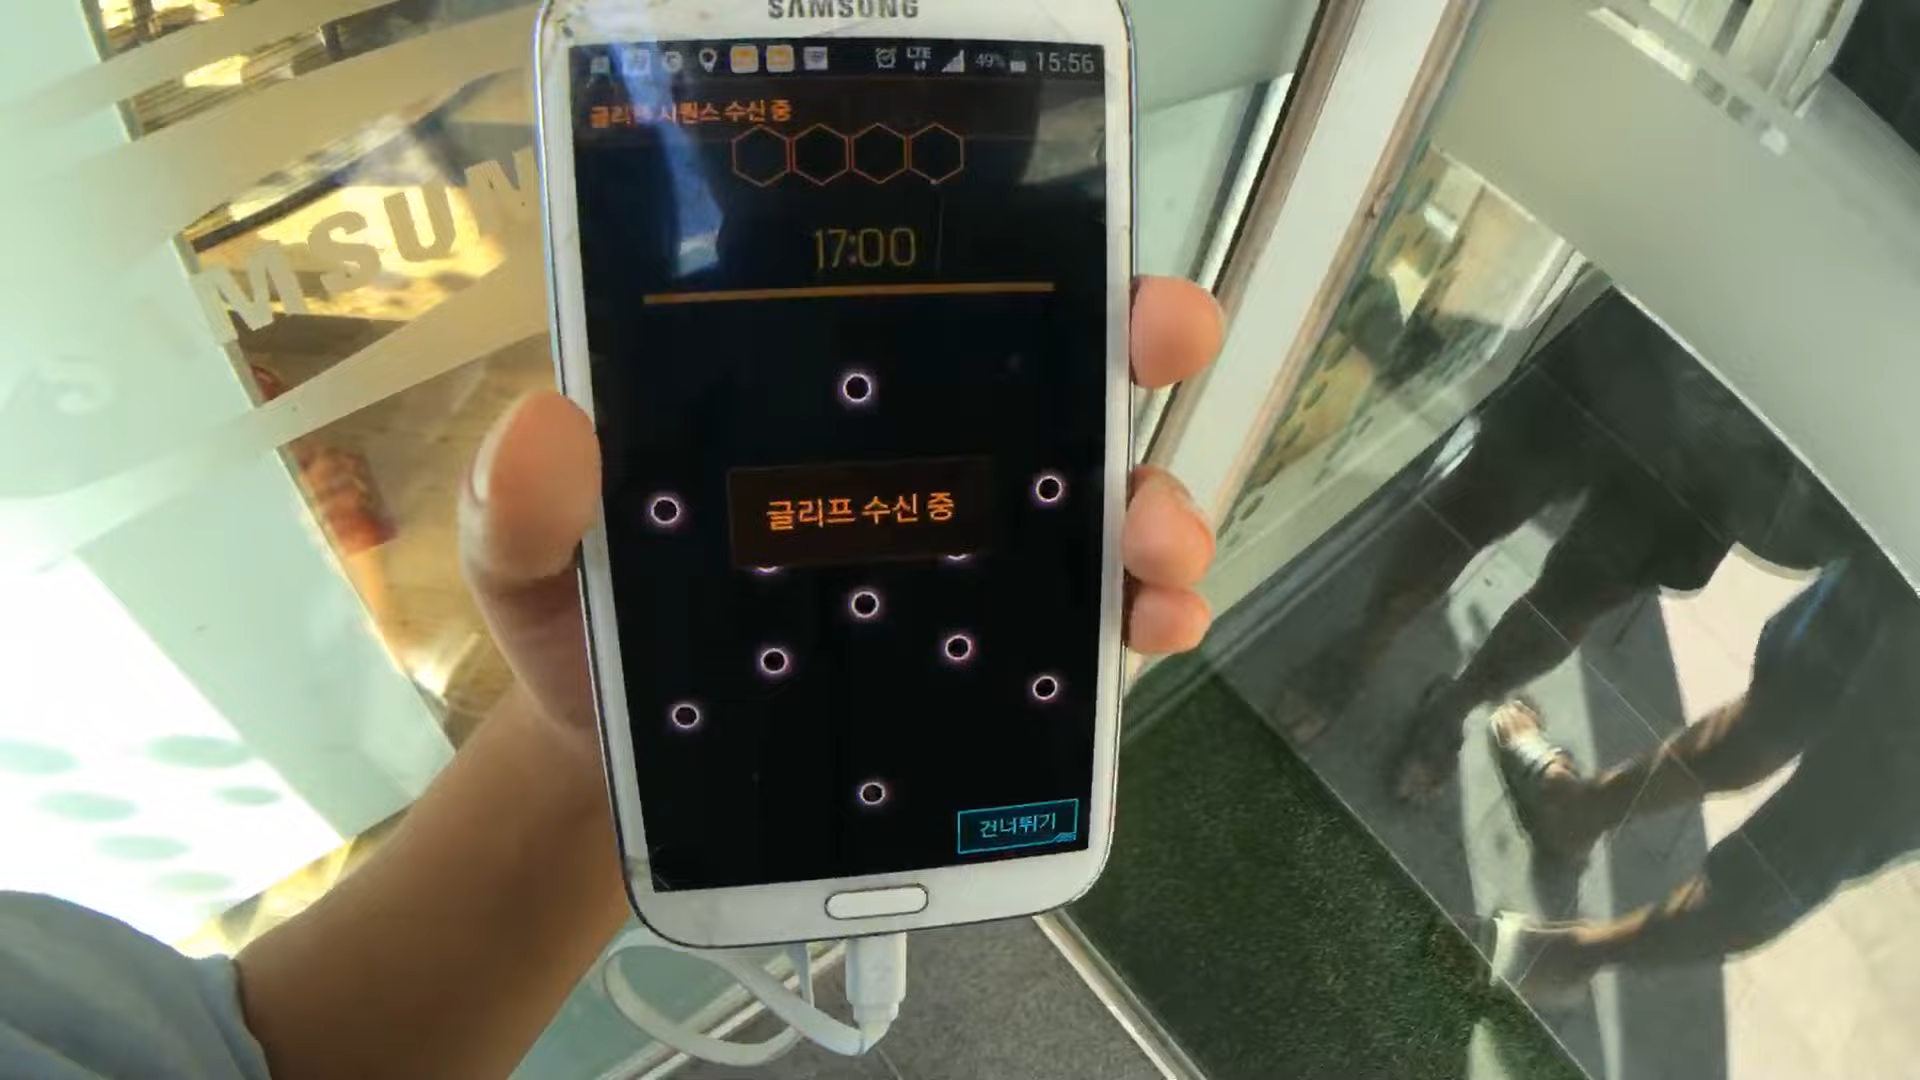 SAMSUNG
LTE 49% 15:56
글리프 시퀀스 수신 중
17:00
글리프 수신 중
건너뛰기
MSUN